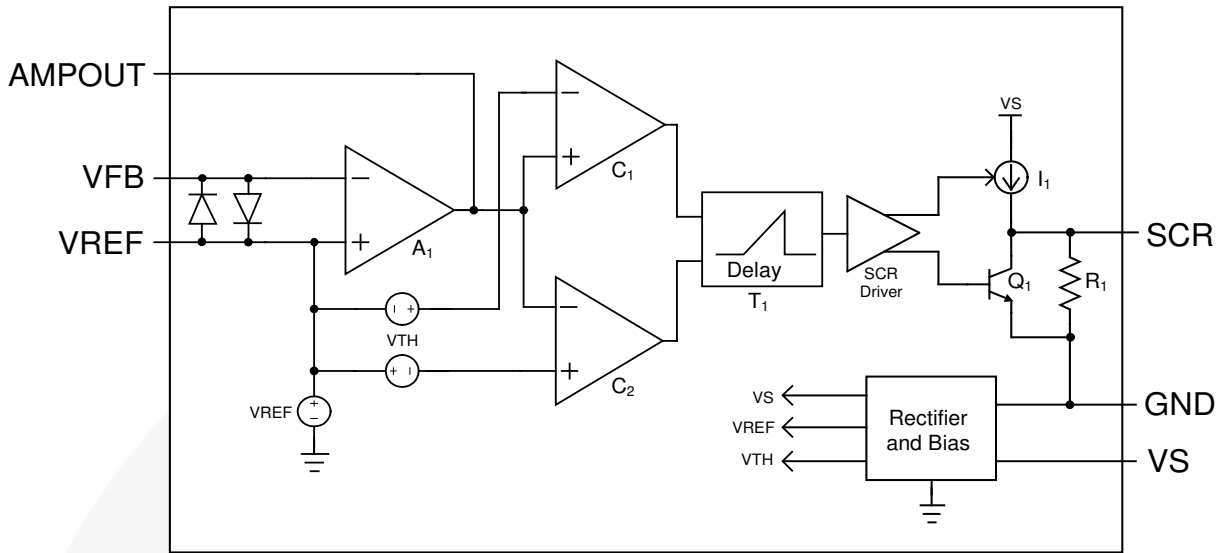 AMPOUT
VFB
VREF
−
+
A1
VTH
− +
+ −
VREF
+
−
−
+
C1
−
+
C2
Delay
T1
SCR
Driver
VS
I1
Q1
R1
SCR
GND
VS
VS
VREF
VTH
Rectifier
and Bias